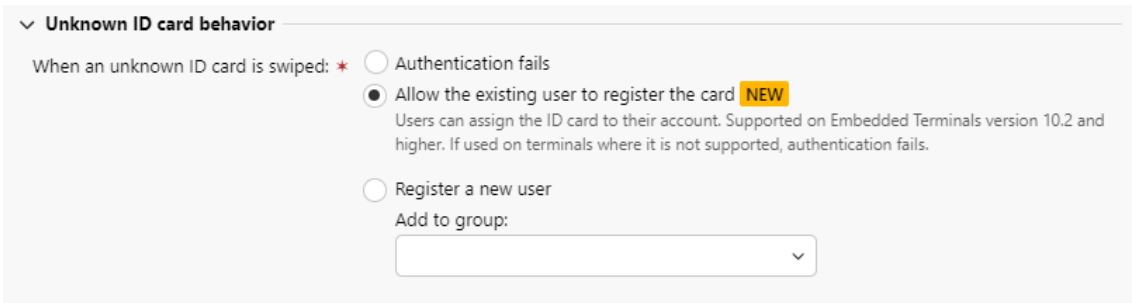 Unknown ID card behavior
When an unknown ID card is swiped: * Authentication fails
Allow the existing user to register the card NEW
Users can assign the ID card to their account. Supported on Embedded Terminals version 10.2 and
higher. If used on terminals where it is not supported, authentication fails.
Register a new user
Add to group: